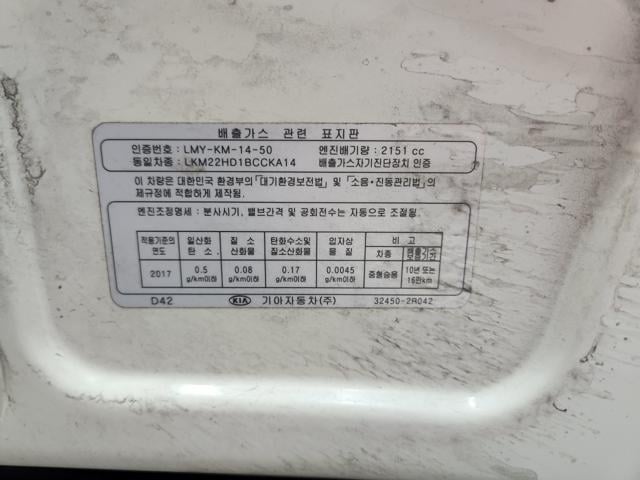 배출가스 관련 표지판
인증번호: LMY-KM-14-50 엔진배기량: 2151 cc
동일차종: LKM22HD1BCCKA14 배출가스자기진단장치 인증
이 차량은 대한민국 환경부의 「대기환경보전법」 및 「소음·진동관리법」의
제규정에 적합하게 제작됨.
엔진조정명세: 분사시기, 밸브간격 및 공회전수는 자동으로 조절됨.
적용기준의 연도 일산화탄소 질소산화물 탄화수소및질소산화물 입자상물질 비고
차종 배출가스보증기간
2017 0.5 g/km이하 0.08 g/km이하 0.17 g/km이하 0.0045 g/km이하 중형승용 10년 또는 16만km
D42 KIA 기아자동차(주) 32450-2R042